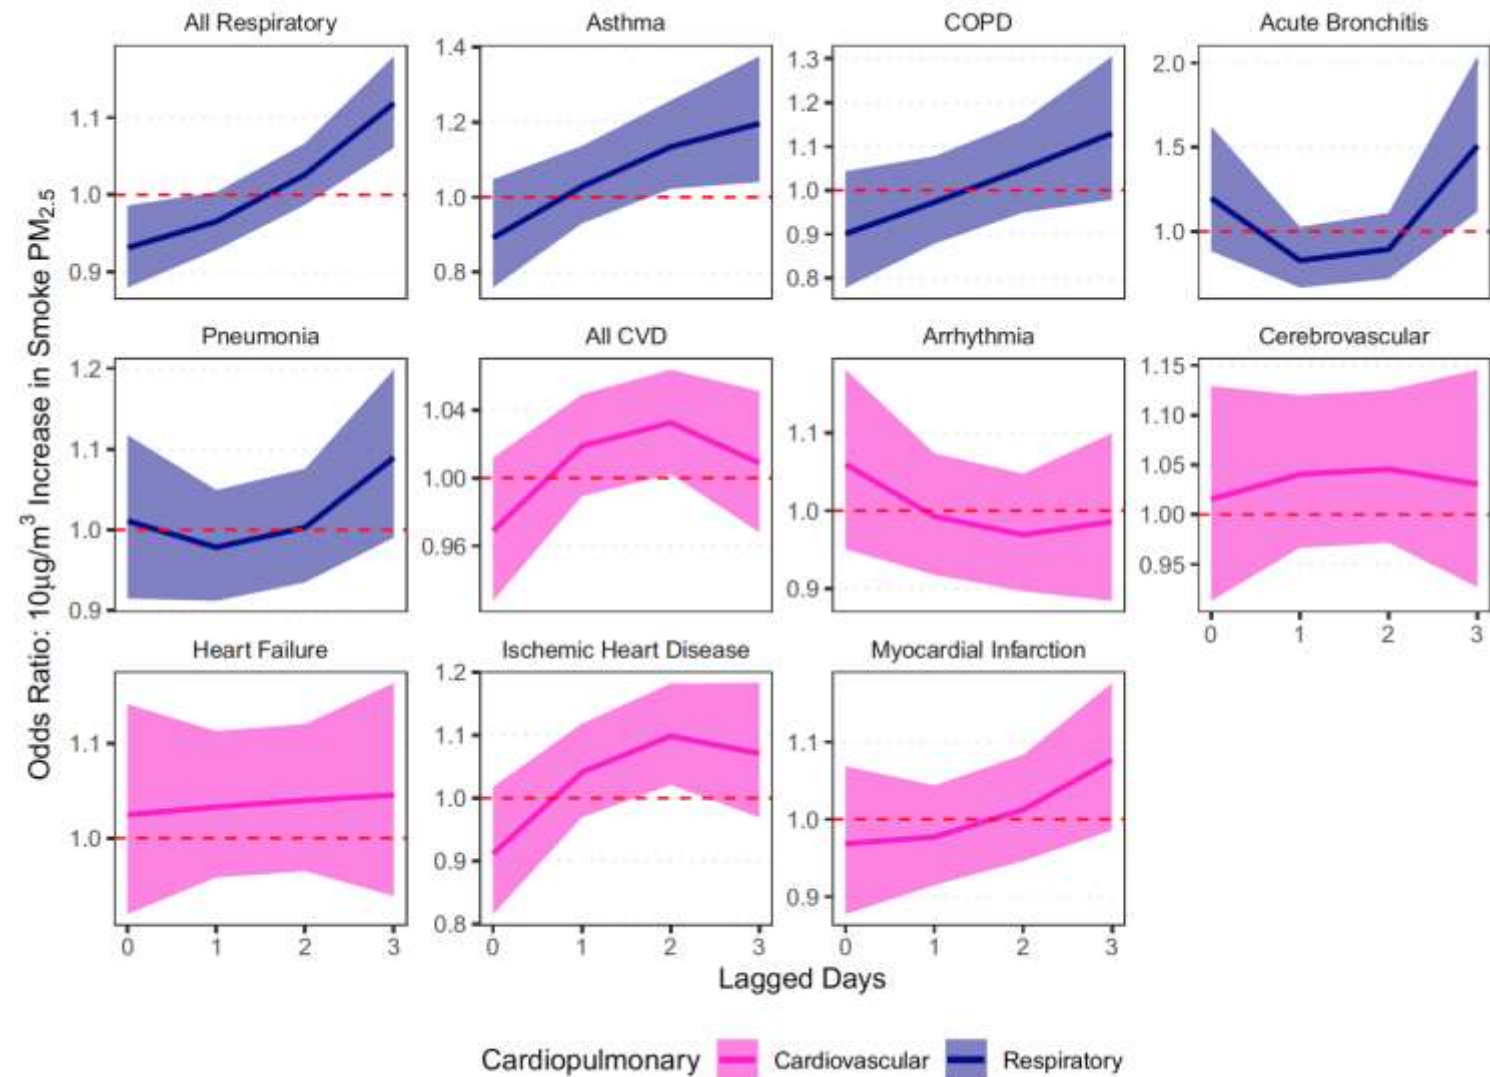 Odds Ratio: 10µg/m³ Increase in Smoke PM₂.₅
All Respiratory
1.1
1.0
0.9
Asthma
1.4
1.2
1.0
0.8
COPD
1.3
1.2
1.1
1.0
0.9
0.8
Acute Bronchitis
2.0
1.5
1.0
Pneumonia
1.2
1.1
1.0
0.9
All CVD
1.04
1.00
0.96
Arrhythmia
1.1
1.0
0.9
Cerebrovascular
1.15
1.10
1.05
1.00
0.95
0 1 2 3
Heart Failure
1.1
1.0
0 1 2 3
Ischemic Heart Disease
1.2
1.1
1.0
0.9
0.8
0 1 2 3
Myocardial Infarction
1.1
1.0
0.9
0 1 2 3
Lagged Days
Cardiopulmonary Cardiovascular Respiratory